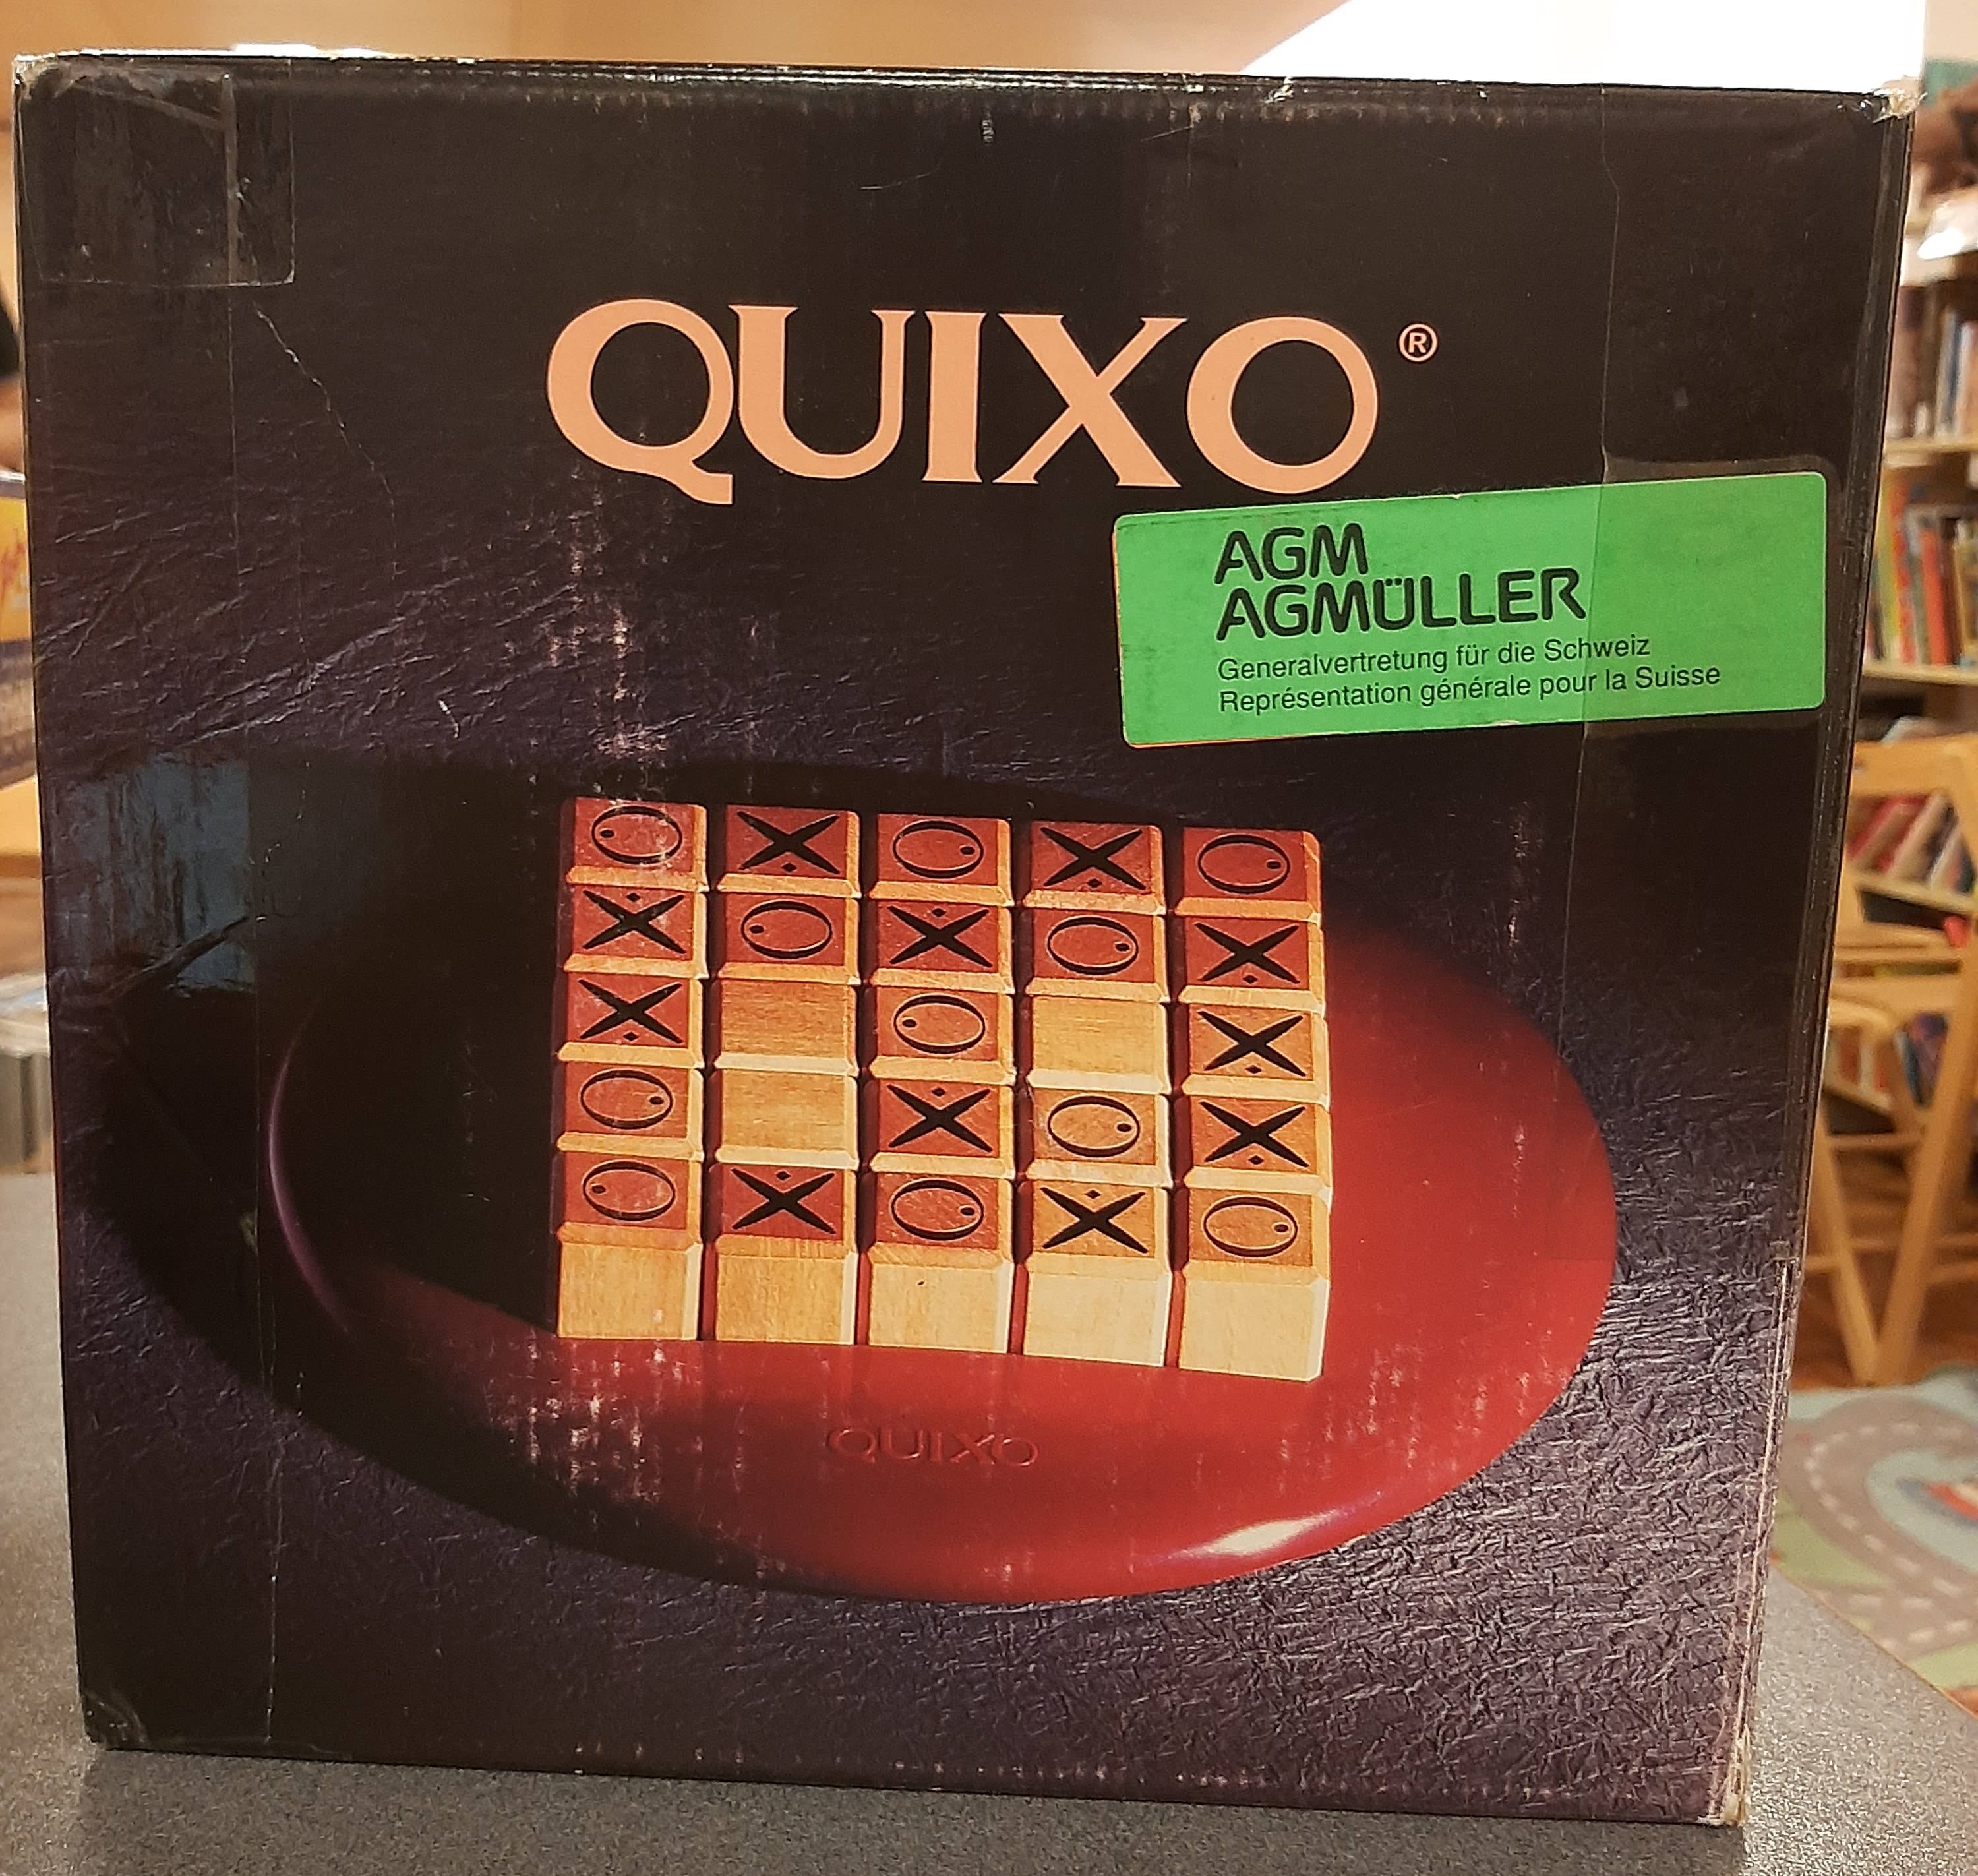 QUIXO®
AGM
AGMÜLLER
Generalvertretung für die Schweiz
Représentation générale pour la Suisse
O X O X O
X O X O X
X O X
O X O X
O X O X O
QUIXO